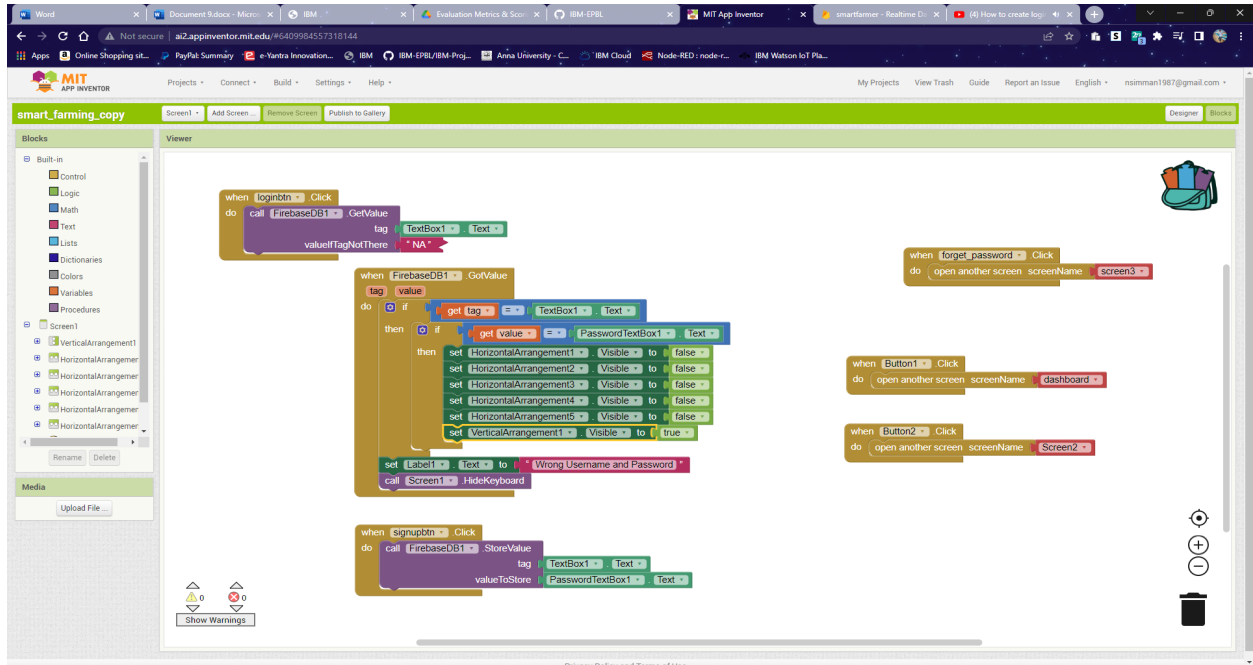 Word
Document 9.docx - Micros
IBM
Evaluation Metrics & Scor
IBM-EPBL
MIT App Inventor
smartfarmer - Realtime Da
(4) How to create log
Not secure | ai2.appinventor.mit.edu/#6409984557318144
Apps
Online Shopping sit...
PayPal: Summary
e-Yantra Innovation...
IBM
IBM-EPBL/IBM-Proj...
Anna University - C...
IBM Cloud
Node-RED : node-r...
IBM Watson IoT Pla...
MIT
APP INVENTOR
Projects
Connect
Build
Settings
Help
My Projects
View Trash
Guide
Report an Issue
English
nsimman1987@gmail.com
smart_farming_copy
Screen1
Add Screen ...
Remove Screen
Publish to Gallery
Designer
Blocks
Blocks
Viewer
Built-in
Control
Logic
Math
Text
Lists
Dictionaries
Colors
Variables
Procedures
Screen1
VerticalArrangement1
HorizontalArrangemer
HorizontalArrangemer
HorizontalArrangemer
HorizontalArrangemer
HorizontalArrangemer
Rename
Delete
Media
Upload File ...
when loginbtn .Click
do call FirebaseDB1 .GetValue
tag TextBox1 . Text
valueIfTagNotThere " NA "
when FirebaseDB1 .GotValue
tag value
do if get tag = TextBox1 . Text
then if get value = PasswordTextBox1 . Text
then set HorizontalArrangement1 . Visible to false
set HorizontalArrangement2 . Visible to false
set HorizontalArrangement3 . Visible to false
set HorizontalArrangement4 . Visible to false
set HorizontalArrangement5 . Visible to false
set VerticalArrangement1 . Visible to true
set Label1 . Text to " Wrong Username and Password "
call Screen1 .HideKeyboard
when signupbtn .Click
do call FirebaseDB1 .StoreValue
tag TextBox1 . Text
valueToStore PasswordTextBox1 . Text
when forget_password .Click
do open another screen screenName screen3
when Button1 .Click
do open another screen screenName dashboard
when Button2 .Click
do open another screen screenName Screen2
0
0
Show Warnings
Privacy Policy and Terms of Use